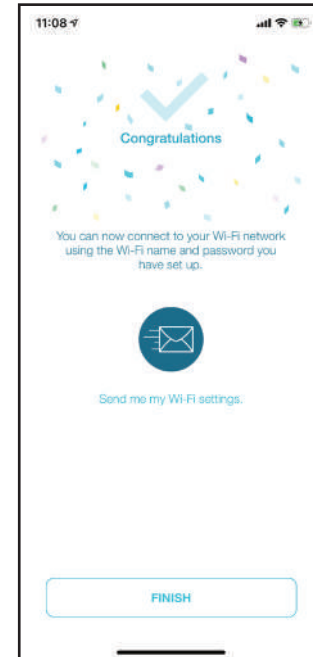 11:08
Congratulations
You can now connect to your Wi-Fi network
using the Wi-Fi name and password you
have set up.
Send me my Wi-Fi settings.
FINISH